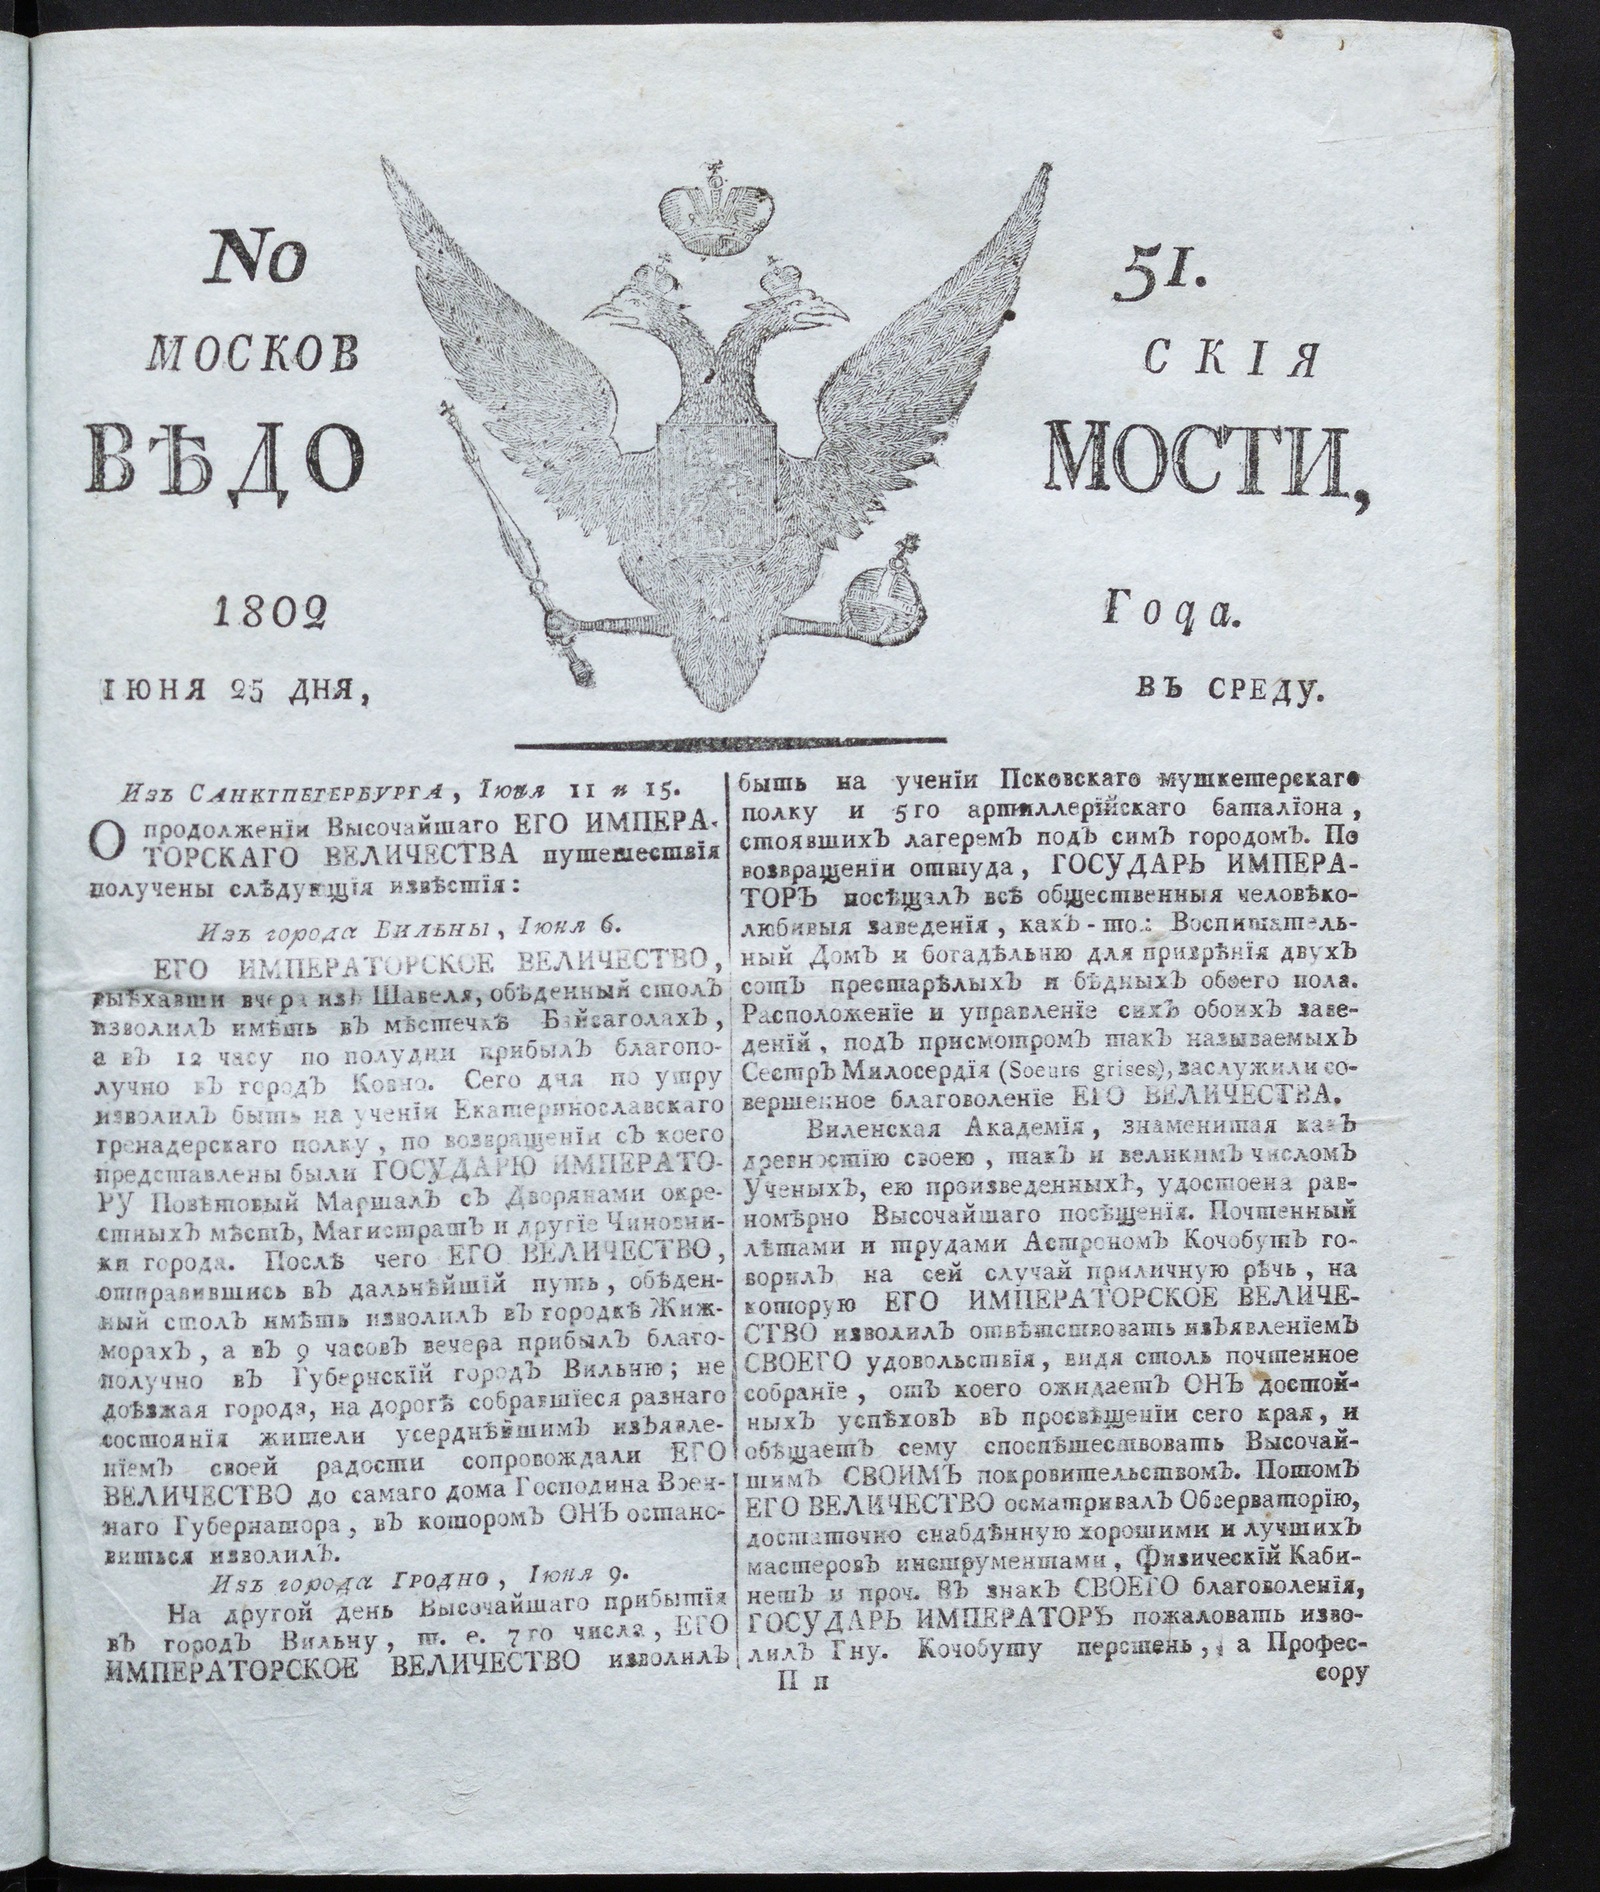 No 51.
МОСКОВ СКІЯ
ВѢДО МОСТИ,
1802 Года.
ІЮНЯ 25 ДНЯ, ВЪ СРЕДУ.
Изъ САНКТПЕТЕРБУРГА, Іюня 11 и 15.
О продолженіи Высочайшаго ЕГО ИМПЕРА-
ТОРСКАГО ВЕЛИЧЕСТВА путешествія
получены слѣдующія извѣстія:
Изъ города Вильны, Іюня 6.
ЕГО ИМПЕРАТОРСКОЕ ВЕЛИЧЕСТВО,
выѣхавши вчера изъ Шавеля, обѣденный столъ
изволилъ имѣть въ мѣстечкѣ Байсаголахъ,
а въ 12 часу по полудни прибылъ благопо-
лучно въ городъ Ковно. Сего дня по утру
изволилъ быть на ученіи Екатеринославскаго
гренадерскаго полку, по возвращеніи съ коего
представлены были ГОСУДАРЮ ИМПЕРАТО-
РУ Повѣтовый Маршалъ съ Дворянами окре-
стныхъ мѣстъ, Магистратъ и другіе Чиновни-
ки города. Послѣ чего ЕГО ВЕЛИЧЕСТВО,
отправившись въ дальнѣйшій путь, обѣден-
ный столъ имѣть изволилъ въ городкѣ Жиж-
морахъ, а въ 9 часовъ вечера прибылъ благо-
получно въ Губернскій городъ Вильню; не
доѣзжая города, на дорогѣ собравшіеся разнаго
состоянія жители усерднѣйшимъ изъявле-
ніемъ своей радости сопровождали ЕГО
ВЕЛИЧЕСТВО до самаго дома Господина Воен-
наго Губернатора, въ которомъ ОНЪ остано-
виться изволилъ.
Изъ города ГРОДНО, Іюня 9.
На другой день Высочайшаго прибытія
въ городъ Вильну, т. е. 7го числа, ЕГО
ИМПЕРАТОРСКОЕ ВЕЛИЧЕСТВО изволилъ
быть на ученіи Псковскаго мушкетерскаго
полку и 5го артиллерійскаго баталіона,
стоявшихъ лагеремъ подъ симъ городомъ. По
возвращеніи оттуда, ГОСУДАРЬ ИМПЕРА-
ТОРЪ посѣщалъ всѣ общественныя человѣко-
любивыя заведенія, какъ-то: Воспитатель-
ный Домъ и богадѣльню для призрѣнія двухъ
сотъ престарѣлыхъ и бѣдныхъ обоего пола.
Расположеніе и управленіе сихъ обоихъ заве-
деній, подъ присмотромъ такъ называемыхъ
Сестръ Милосердія (Soeurs grises), заслужили со-
вершенное благоволеніе ЕГО ВЕЛИЧЕСТВА.
Виленская Академія, знаменитая какъ
древностію своею, такъ и великимъ числомъ
Ученыхъ, ею произведенныхъ, удостоена рав-
номѣрно Высочайшаго посѣщенія. Почтенный
лѣтами и трудами Астрономъ Кочобутъ го-
ворилъ на сей случай приличную рѣчь, на
которую ЕГО ИМПЕРАТОРСКОЕ ВЕЛИЧЕ-
СТВО изволилъ отвѣтствовать изъявленіемъ
СВОЕГО удовольствія, видя столь почтенное
собраніе, отъ коего ожидаетъ ОНЪ достой-
ныхъ успѣховъ въ просвѣщеніи сего края, и
обѣщаетъ сему споспѣшествовать Высочай-
шимъ СВОИМЪ покровительствомъ. Потомъ
ЕГО ВЕЛИЧЕСТВО осматривалъ Обсерваторію,
достаточно снабдѣнную хорошими и лучшихъ
мастеровъ инструментами, Физическій Каби-
нетъ и проч. Въ знакъ СВОЕГО благоволенія,
ГОСУДАРЬ ИМПЕРАТОРЪ пожаловать изво-
лилъ Гну. Кочобуту перстень, а Профес-
П п сору